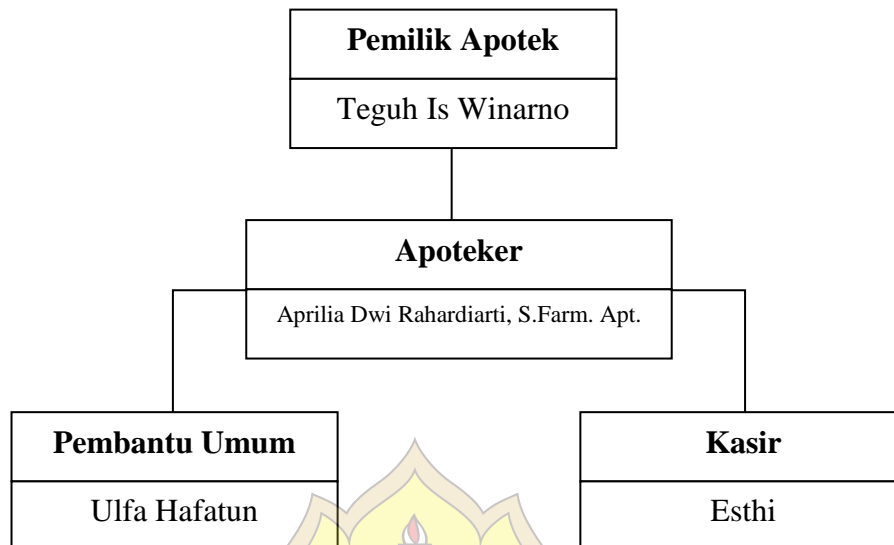 Pemilik Apotek
Teguh Is Winarno
Apoteker
Aprilia Dwi Rahardiarti, S.Farm. Apt.
Pembantu Umum
Ulfa Hafatun
Kasir
Esthi